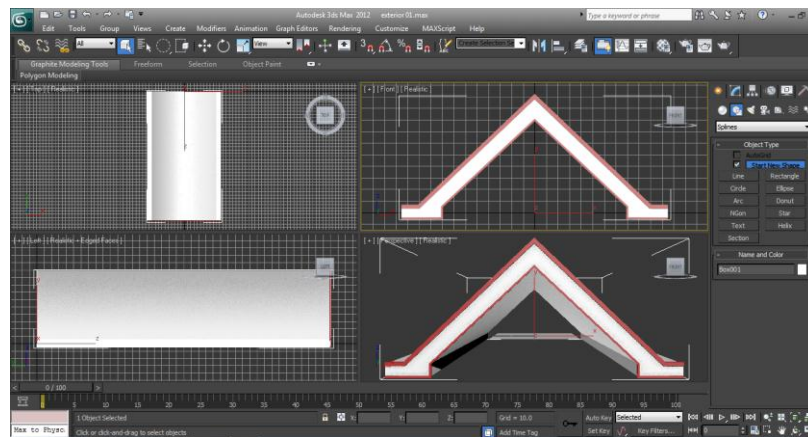 Autodesk 3ds Max 2012 exterior 01.max
Type a keyword or phrase
Edit Tools Group Views Create Modifiers Animation Graph Editors Rendering Customize MAXScript Help
All
View
Create Selection Se
Graphite Modeling Tools Freeform Selection Object Paint
Polygon Modeling
[ + ] [ Top ] [ Realistic ]
[ + ] [ Front ] [ Realistic ]
[ + ] [ Left ] [ Realistic + Edged Faces ]
[ + ] [ Perspective ] [ Realistic ]
Splines
Object Type
AutoGrid
Start New Shape
Line Rectangle
Circle Ellipse
Arc Donut
NGon Star
Text Helix
Section
Name and Color
Box001
0 / 100
5 10 15 20 25 30 35 40 45 50 55 60 65 70 75 80 85 90 95 100
1 Object Selected
X: Y: Z: Grid = 10.0
Auto Key Selected
Max to Physc
Click or click-and-drag to select objects
Add Time Tag
Set Key Key Filters...
0